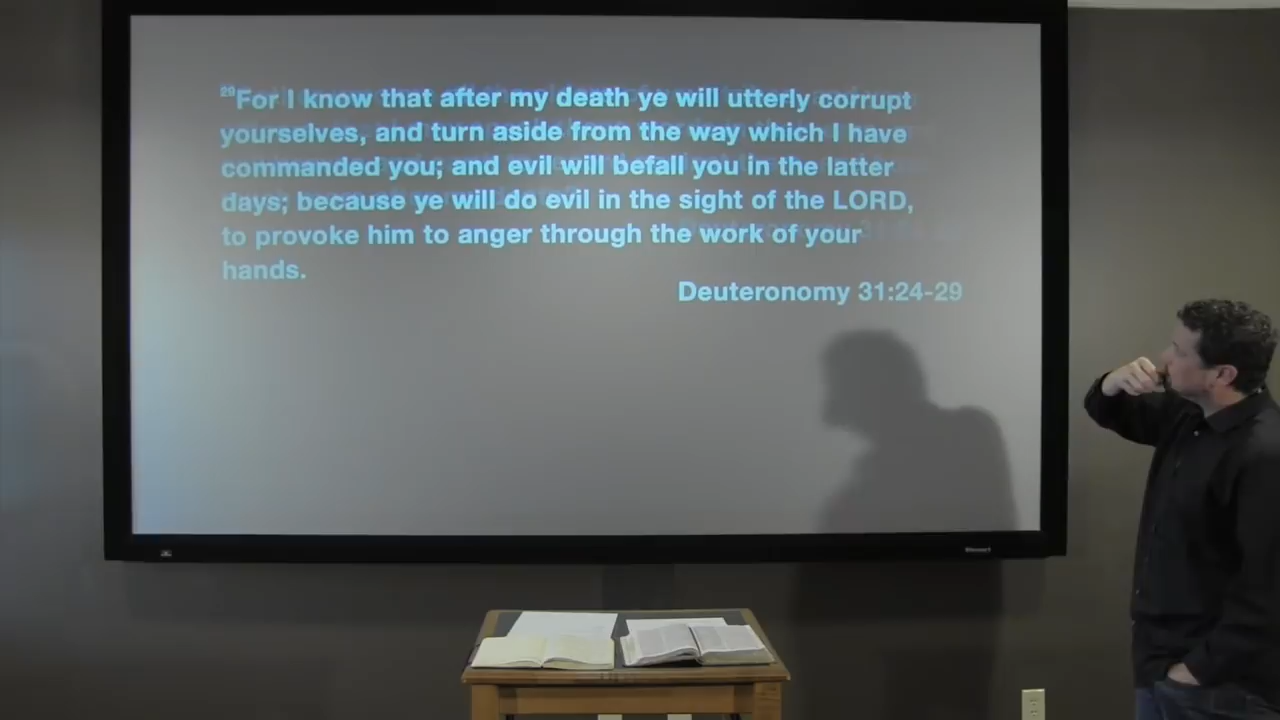 29For I know that after my death ye will utterly corrupt
yourselves, and turn aside from the way which I have
commanded you; and evil will befall you in the latter
days; because ye will do evil in the sight of the LORD,
to provoke him to anger through the work of your
hands.
Deuteronomy 31:24-29